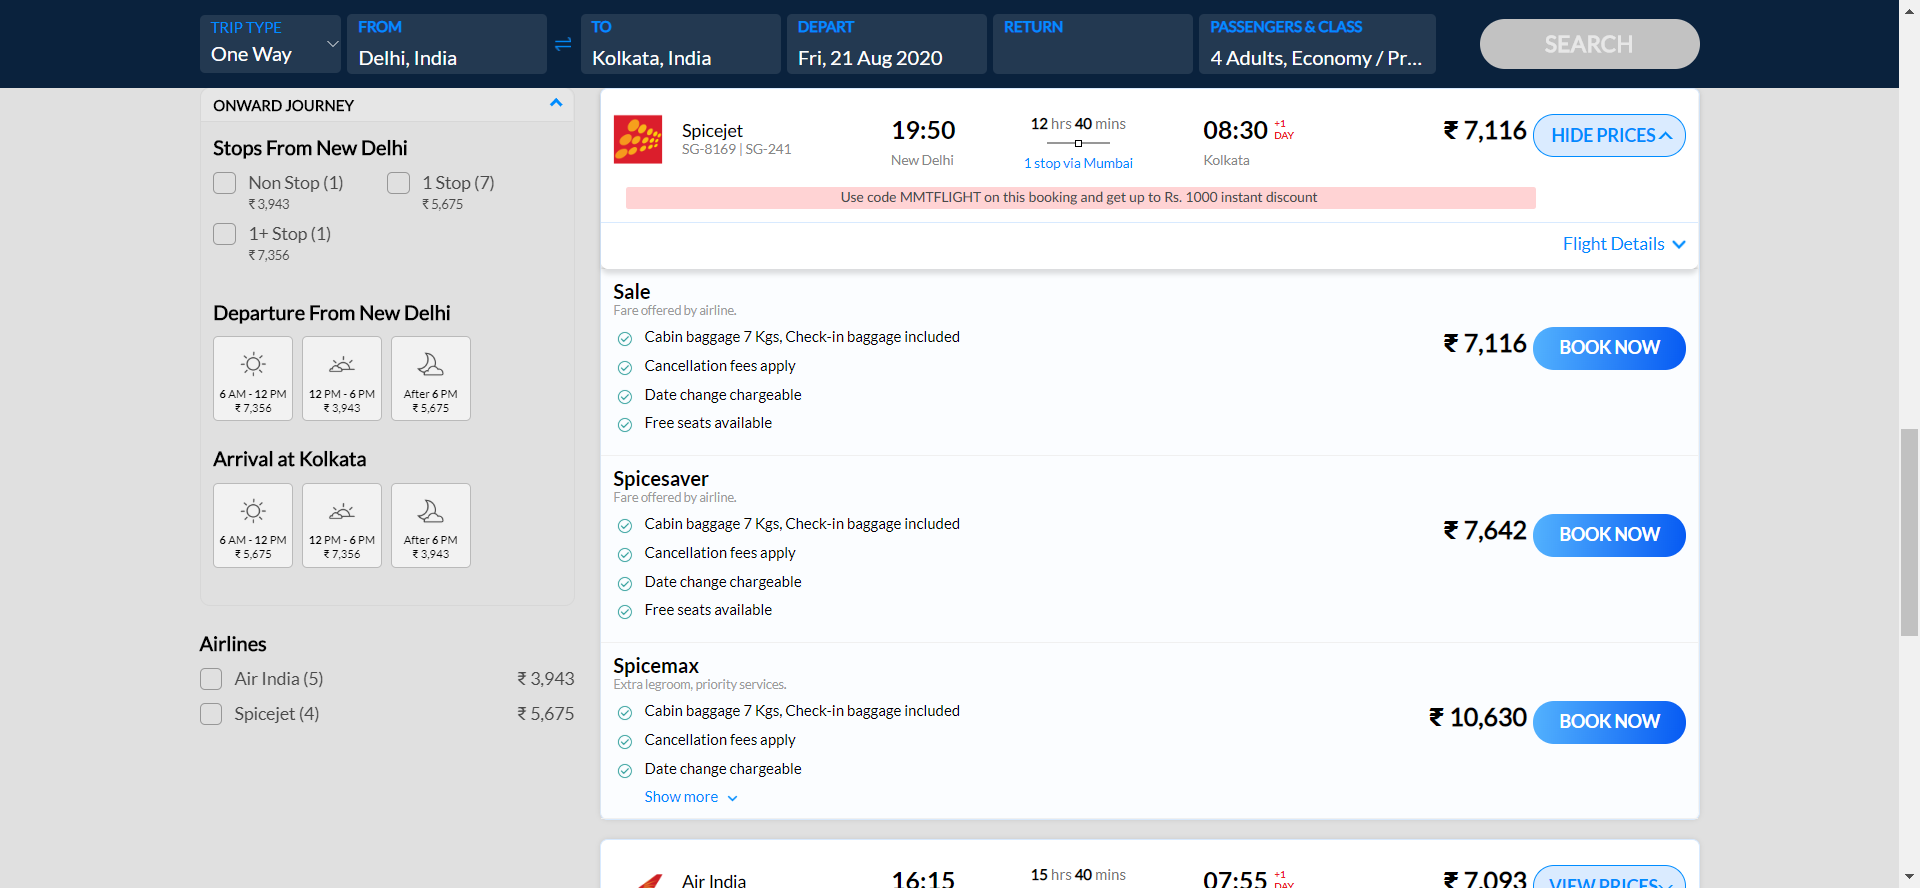 TRIP TYPE
One Way
FROM
Delhi, India
TO
Kolkata, India
DEPART
Fri, 21 Aug 2020
RETURN
PASSENGERS & CLASS
4 Adults, Economy / Pr...
SEARCH
ONWARD JOURNEY
Stops From New Delhi
Non Stop (1)
₹ 3,943
1 Stop (7)
₹ 5,675
1+ Stop (1)
₹ 7,356
Departure From New Delhi
6 AM - 12 PM
₹ 7,356
12 PM - 6 PM
₹ 3,943
After 6 PM
₹ 5,675
Arrival at Kolkata
6 AM - 12 PM
₹ 5,675
12 PM - 6 PM
₹ 7,356
After 6 PM
₹ 3,943
Airlines
Air India (5)
₹ 3,943
Spicejet (4)
₹ 5,675
Spicejet
SG-8169 | SG-241
19:50
New Delhi
12 hrs 40 mins
1 stop via Mumbai
08:30 +1 DAY
Kolkata
₹ 7,116
HIDE PRICES
Use code MMTFLIGHT on this booking and get up to Rs. 1000 instant discount
Flight Details
Sale
Fare offered by airline.
Cabin baggage 7 Kgs, Check-in baggage included
Cancellation fees apply
Date change chargeable
Free seats available
₹ 7,116
BOOK NOW
Spicesaver
Fare offered by airline.
Cabin baggage 7 Kgs, Check-in baggage included
Cancellation fees apply
Date change chargeable
Free seats available
₹ 7,642
BOOK NOW
Spicemax
Extra legroom, priority services.
Cabin baggage 7 Kgs, Check-in baggage included
Cancellation fees apply
Date change chargeable
Show more
₹ 10,630
BOOK NOW
Air India
16:15
15 hrs 40 mins
07:55 +1 DAY
₹ 7,093
VIEW PRICES